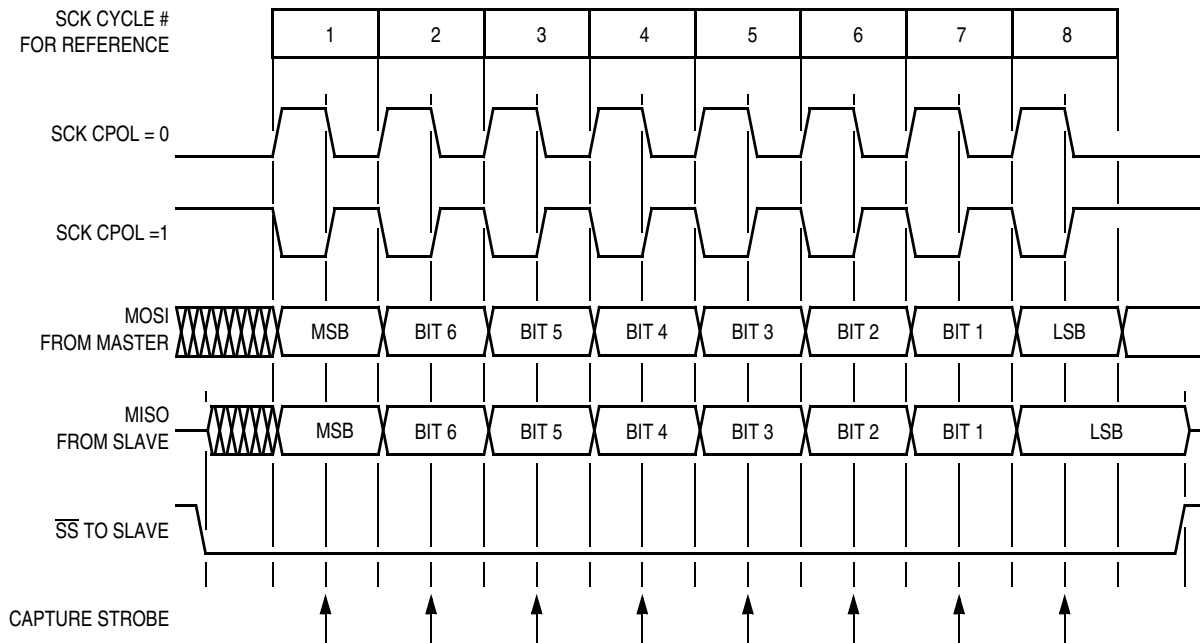 SCK CYCLE #
FOR REFERENCE
1 2 3 4 5 6 7 8
SCK CPOL = 0
SCK CPOL =1
MOSI
FROM MASTER
MSB BIT 6 BIT 5 BIT 4 BIT 3 BIT 2 BIT 1 LSB
MISO
FROM SLAVE
MSB BIT 6 BIT 5 BIT 4 BIT 3 BIT 2 BIT 1 LSB
S̅S̅ TO SLAVE
CAPTURE STROBE